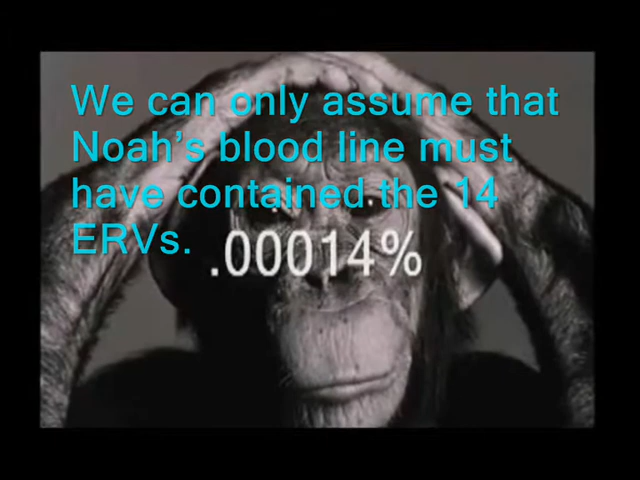 We can only assume that
Noah's blood line must
have contained the 14
ERVs.
.00014%